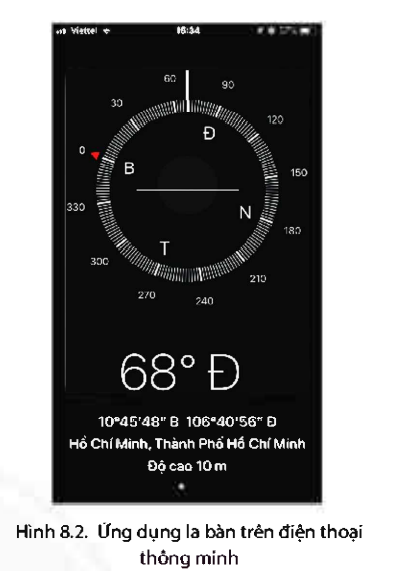 Viettel 16:34
60 90
30 120
Đ
0 150
B
330 N
180
T
300 210
270 240
68° Đ
10°45'48" B 106°40'56" Đ
Hồ Chí Minh, Thành Phố Hồ Chí Minh
Độ cao 10 m
Hình 8.2. Ứng dụng la bàn trên điện thoại
thông minh